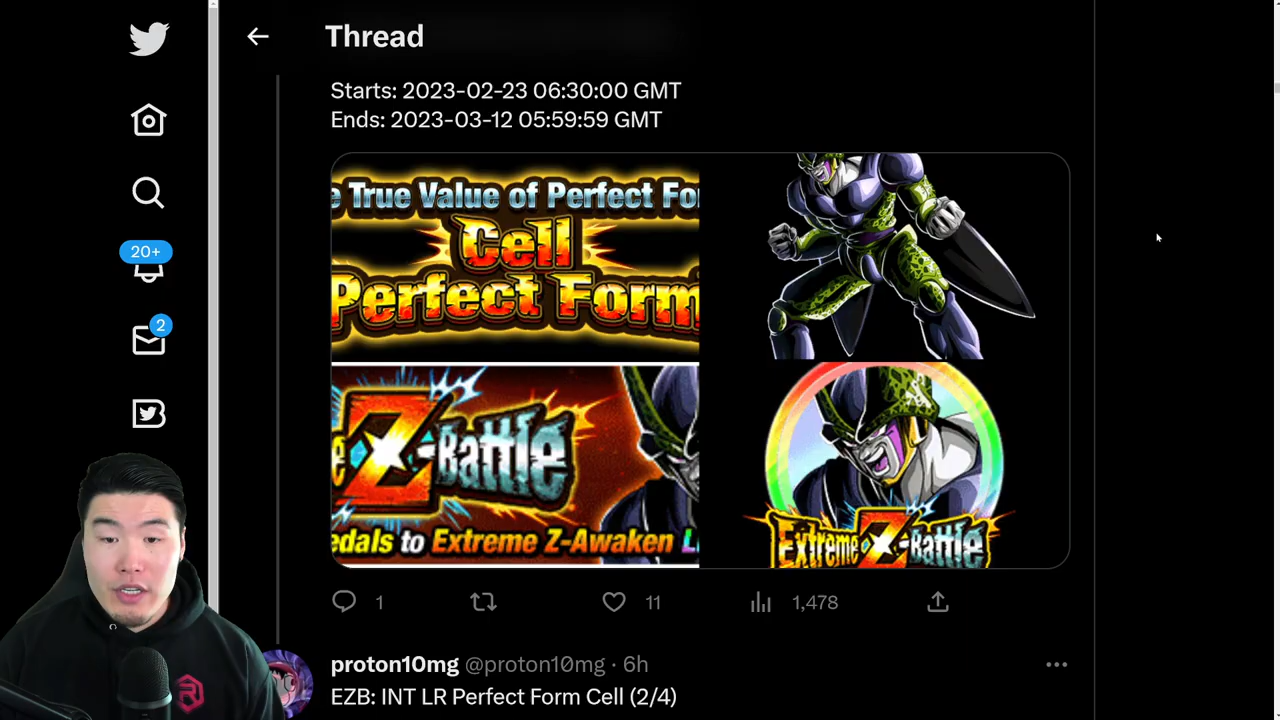 Thread
Starts: 2023-02-23 06:30:00 GMT
Ends: 2023-03-12 05:59:59 GMT
e True Value of Perfect Fo
Cell
Perfect Form
e Z-Battle
edals to Extreme Z-Awaken L
Extreme Z-Battle
20+
2
1
11
1,478
proton10mg @proton10mg · 6h
EZB: INT LR Perfect Form Cell (2/4)